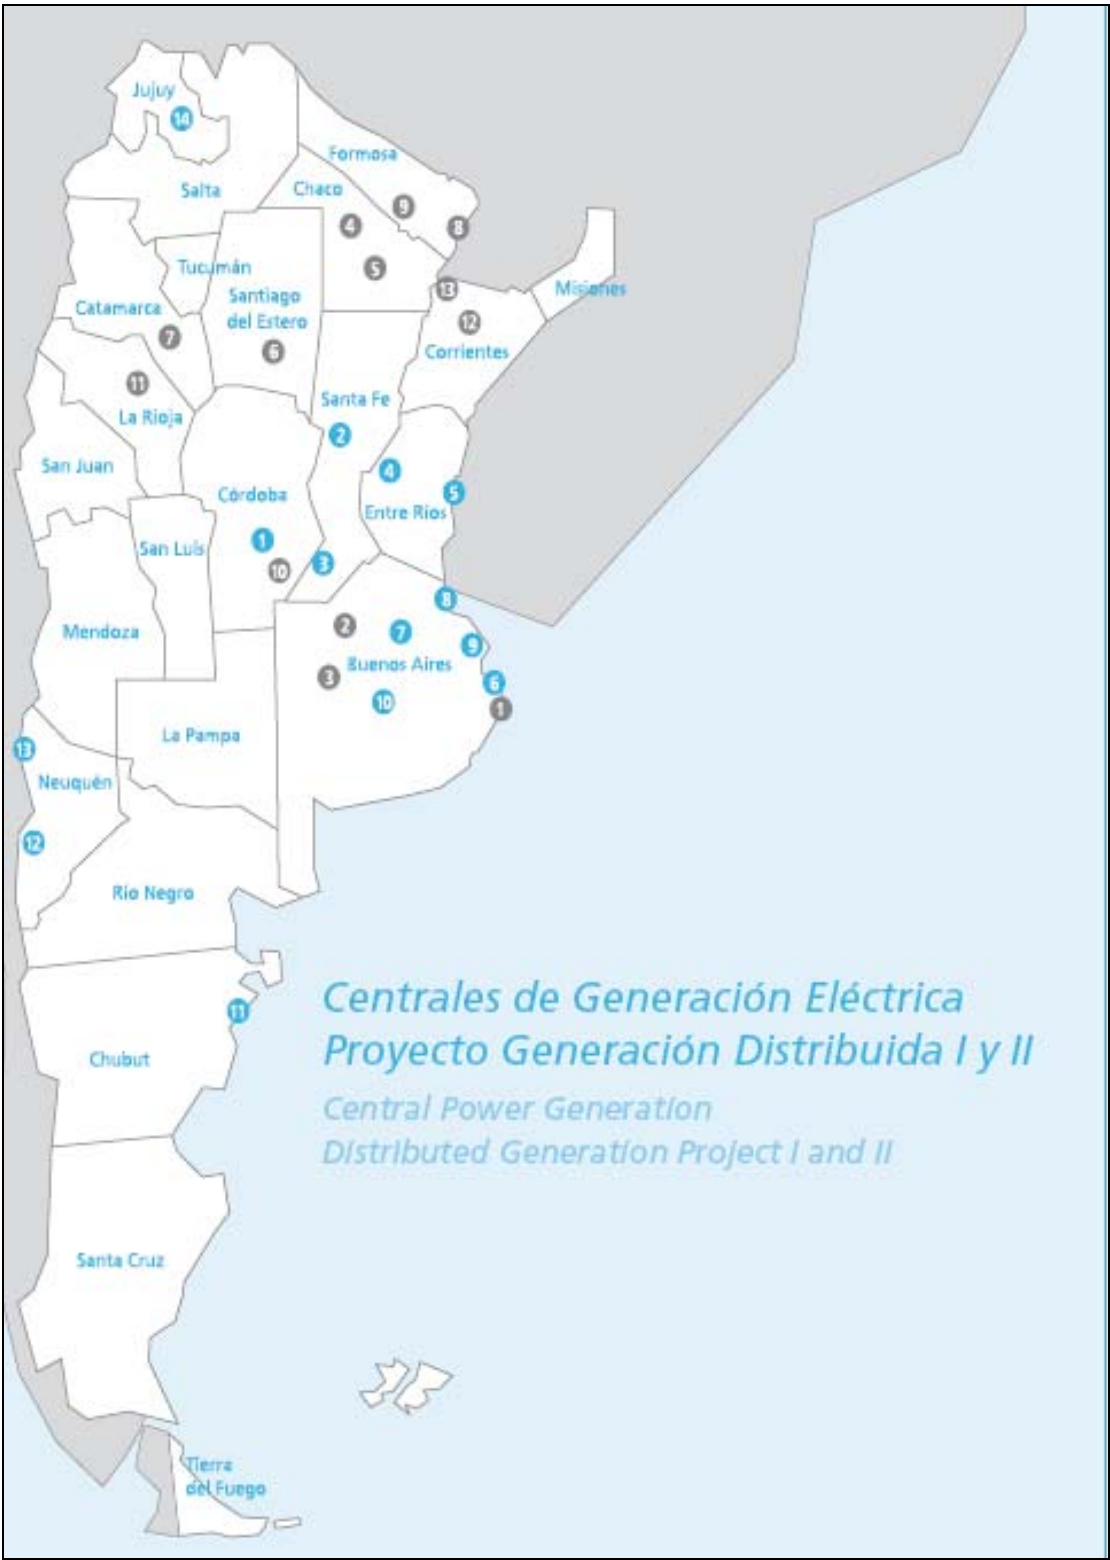 Jujuy
14
Formosa
Salta
Chaco
9
4
8
5
Tucumán
13
Misiones
Santiago
del Estero
Catamarca
12
7
6
Corrientes
11
Santa Fe
La Rioja
2
San Juan
4
Córdoba
5
Entre Ríos
1
San Luis
3
10
8
2
7
Mendoza
9
Buenos Aires
3
6
10
1
La Pampa
13
Neuquén
12
Río Negro
Centrales de Generación Eléctrica
11
Proyecto Generación Distribuida I y II
Chubut
Central Power Generation
Distributed Generation Project I and II
Santa Cruz
Tierra
del Fuego